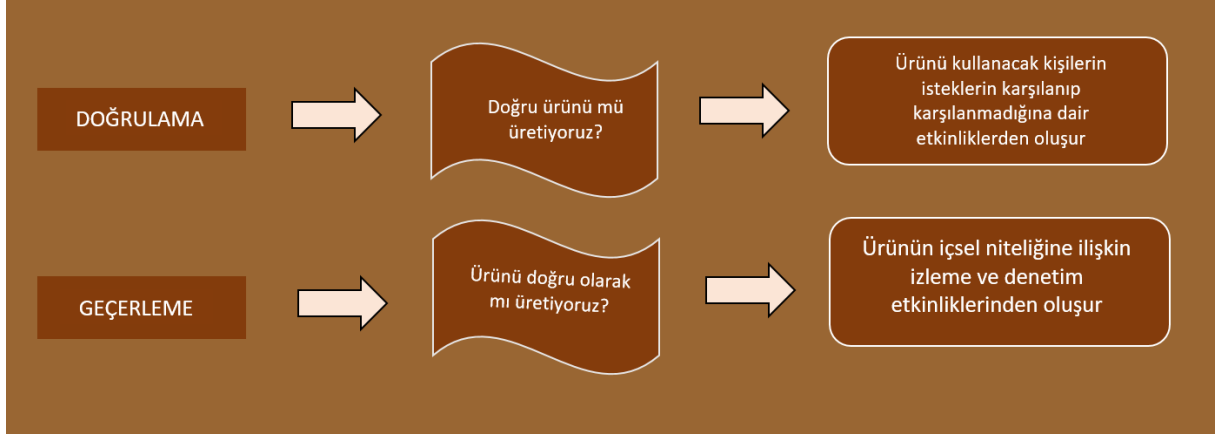 DOĞRULAMA
Doğru ürünü mü
üretiyoruz?
Ürünü kullanacak kişilerin
isteklerin karşılanıp
karşılanmadığına dair
etkinliklerden oluşur
GEÇERLEME
Ürünü doğru olarak
mı üretiyoruz?
Ürünün içsel niteliğine ilişkin
izleme ve denetim
etkinliklerinden oluşur